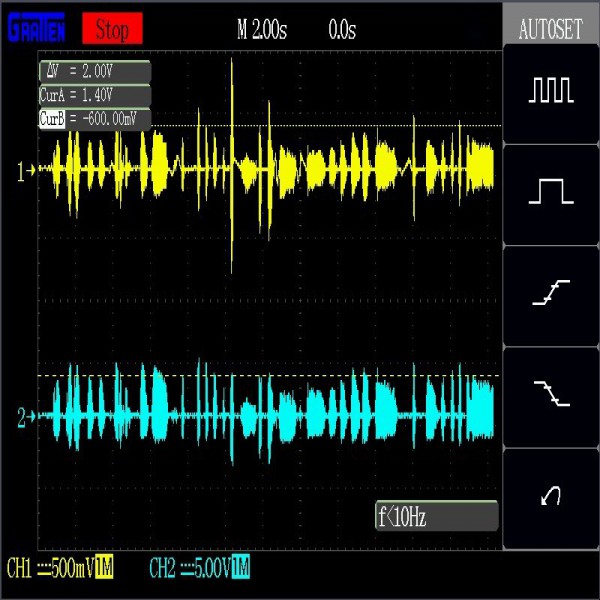 GRATTEN Stop M 2.00s 0.0s AUTOSET
ΔV = 2.00V
CurA = 1.40V
CurB = -600.00mV
1
2
f<10Hz
CH1 500mV 1M CH2 5.00V 1M